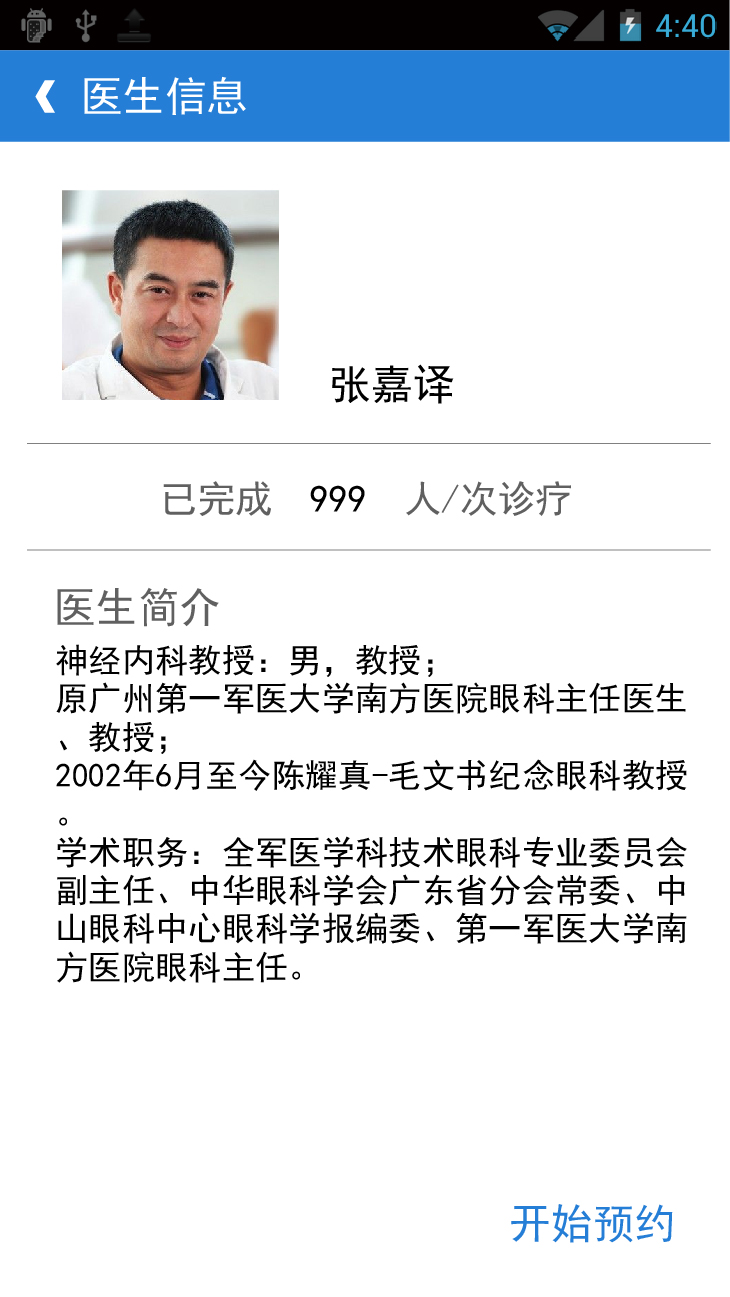 4:40
医生信息
张嘉译
已完成 999 人/次诊疗
医生简介
神经内科教授：男，教授；
原广州第一军医大学南方医院眼科主任医生
、教授；
2002年6月至今陈耀真-毛文书纪念眼科教授
。
学术职务：全军医学科技术眼科专业委员会
副主任、中华眼科学会广东省分会常委、中
山眼科中心眼科学报编委、第一军医大学南
方医院眼科主任。
开始预约